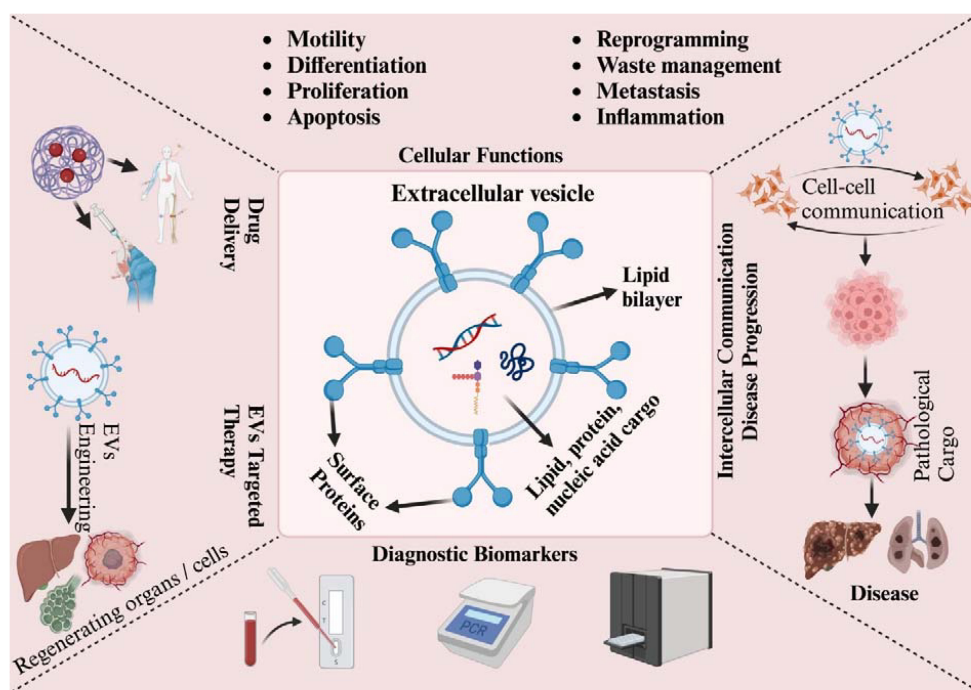 • Motility
• Differentiation
• Proliferation
• Apoptosis
• Reprogramming
• Waste management
• Metastasis
• Inflammation
Cellular Functions
Extracellular vesicle
Lipid
bilayer
Lipid, protein,
nucleic acid cargo
Surface
Proteins
Drug
Delivery
EVs Targeted
Therapy
EVs
Engineering
Regenerating organs / cells
Diagnostic Biomarkers
C
T
S
PCR
Intercellular Communication
Disease Progression
Cell-cell
communication
Pathological
Cargo
Disease